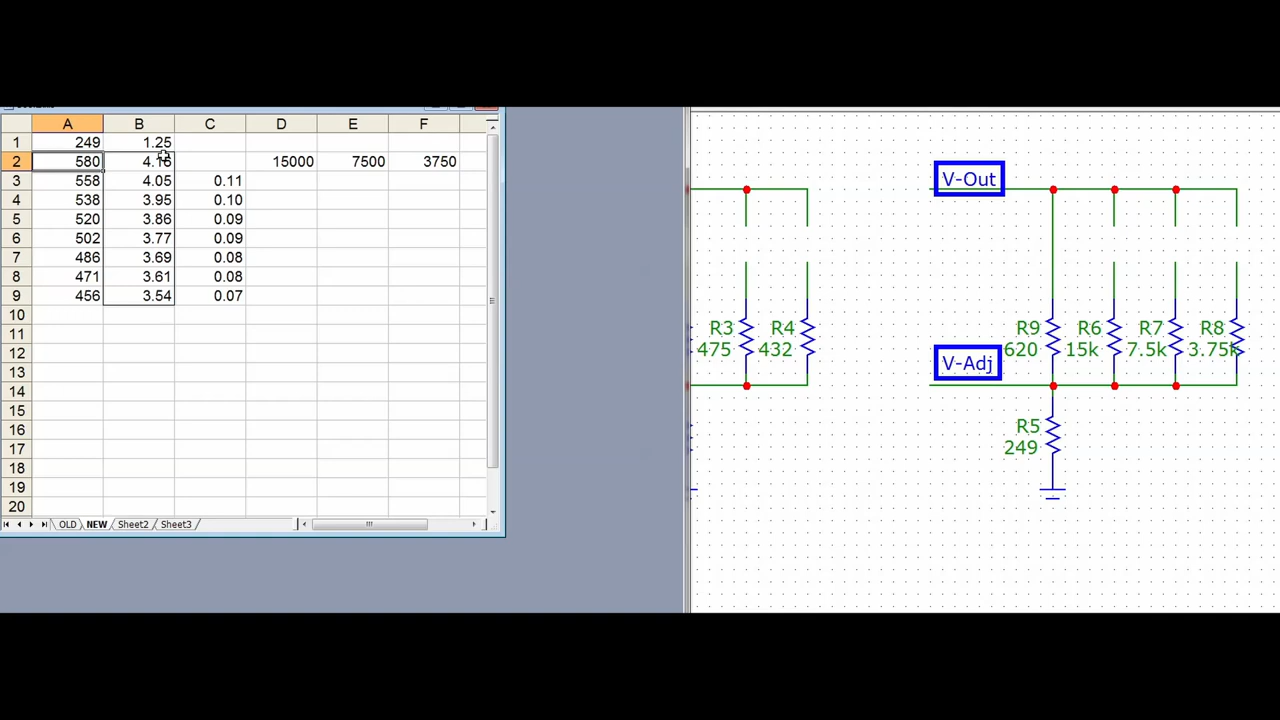 A B C D E F
1 249 1.25
2 580 15000 7500 3750
3 558 4.05 0.11
4 538 3.95 0.10
5 520 3.86 0.09
6 502 3.77 0.09
7 486 3.69 0.08
8 471 3.61 0.08
9 456 3.54 0.07
10
11
12
13
14
15
16
17
18
19
20
OLD NEW Sheet2 Sheet3
V-Out
R3 R4 R9 R6 R7 R8
475 432 620 15k 7.5k 3.75k
V-Adj
R5
249